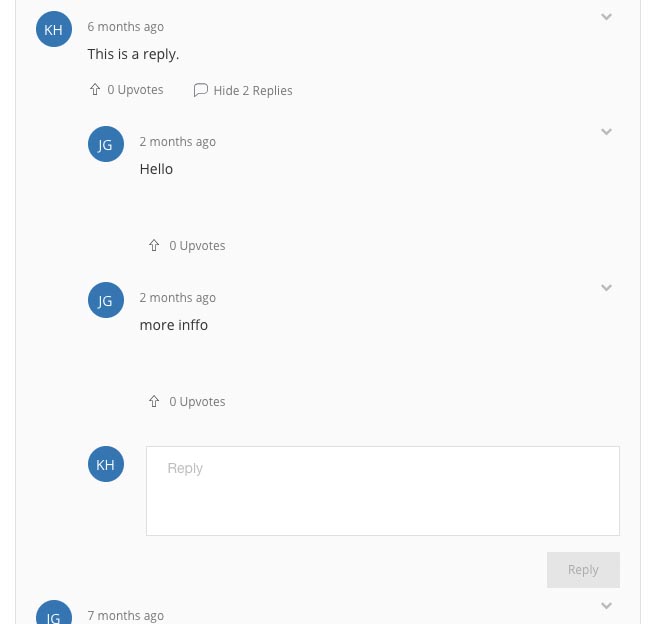 KH 6 months ago
This is a reply.
0 Upvotes Hide 2 Replies
JG 2 months ago
Hello
0 Upvotes
JG 2 months ago
more inffo
0 Upvotes
KH Reply
Reply
JG 7 months ago